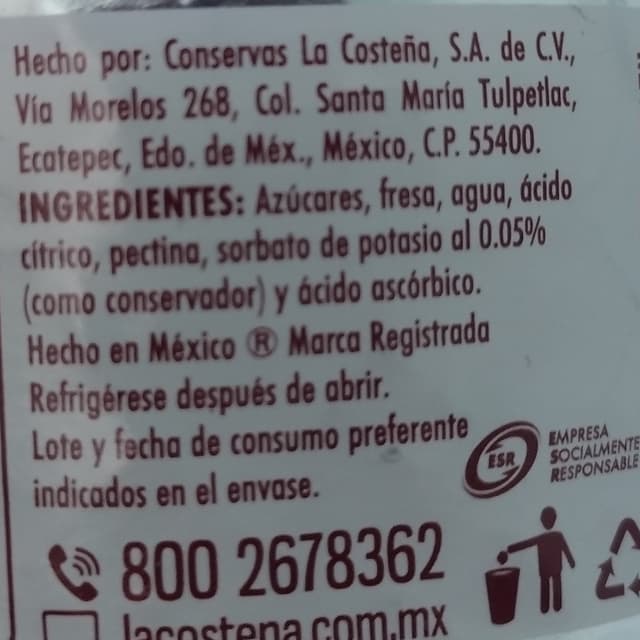 Hecho por: Conservas La Costeña, S.A. de C.V.,
Vía Morelos 268, Col. Santa María Tulpetlac,
Ecatepec, Edo. de Méx., México, C.P. 55400.
INGREDIENTES: Azúcares, fresa, agua, ácido
cítrico, pectina, sorbato de potasio al 0.05%
(como conservador) y ácido ascórbico.
Hecho en México ® Marca Registrada
Refrigérese después de abrir.
Lote y fecha de consumo preferente
indicados en el envase.
ESR
EMPRESA
SOCIALMENTE
RESPONSABLE
800 2678362
lacostena.com.mx